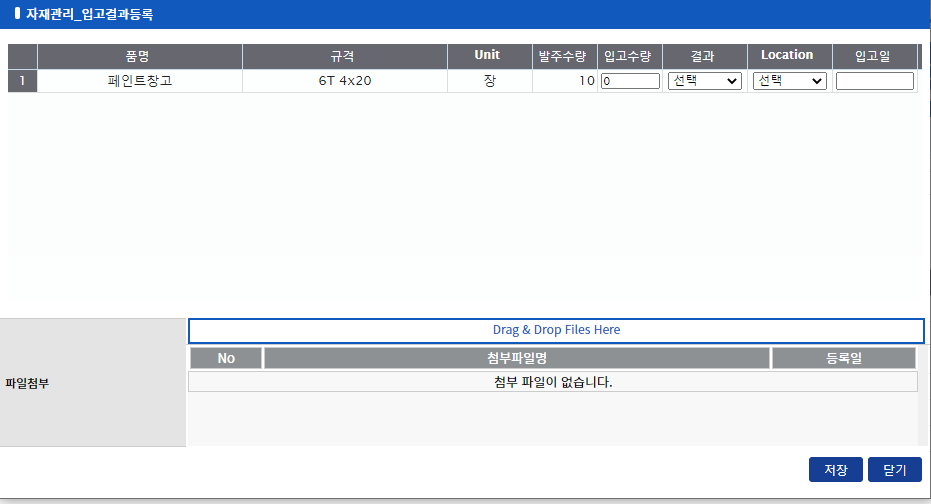 자재관리_입고결과등록
품명 규격 Unit 발주수량 입고수량 결과 Location 입고일
1 페인트창고 6T 4x20 장 10 0 선택 선택
Drag & Drop Files Here
No 첨부파일명 등록일
파일첨부 첨부 파일이 없습니다.
저장 닫기